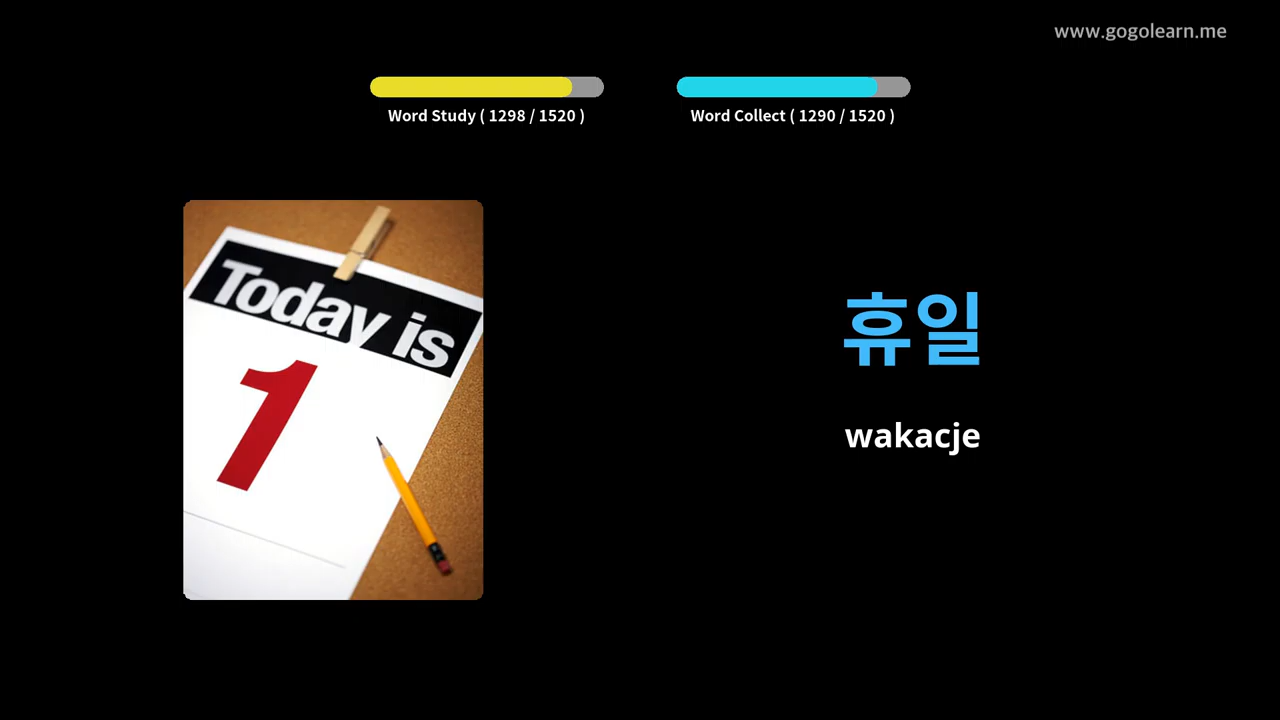 www.gogolearn.me
Word Study ( 1298 / 1520 )
Word Collect ( 1290 / 1520 )
Today is
1
휴일
wakacje